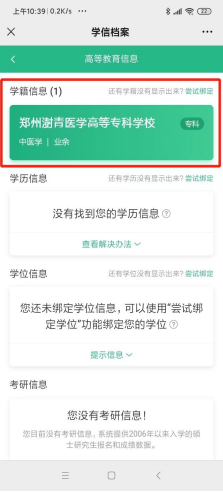 上午10:39 | 0.2K/s ···
22
学信档案
高等教育信息
学籍信息 (1)
还有学籍没有显示出来? 尝试绑定
郑州澍青医学高等专科学校
专科
中医学 | 业余
学历信息
还有学历没有显示出来? 尝试绑定
没有找到您的学历信息
查看解决办法
学位信息
还有学位没有显示出来? 尝试绑定
您还未绑定学位信息，可以使用“尝试绑
定学位”功能绑定您的学位
提示信息
考研信息
您没有考研信息！
您目前没有考研信息，系统提供2006年以来入学的硕
士研究生报名和成绩数据。